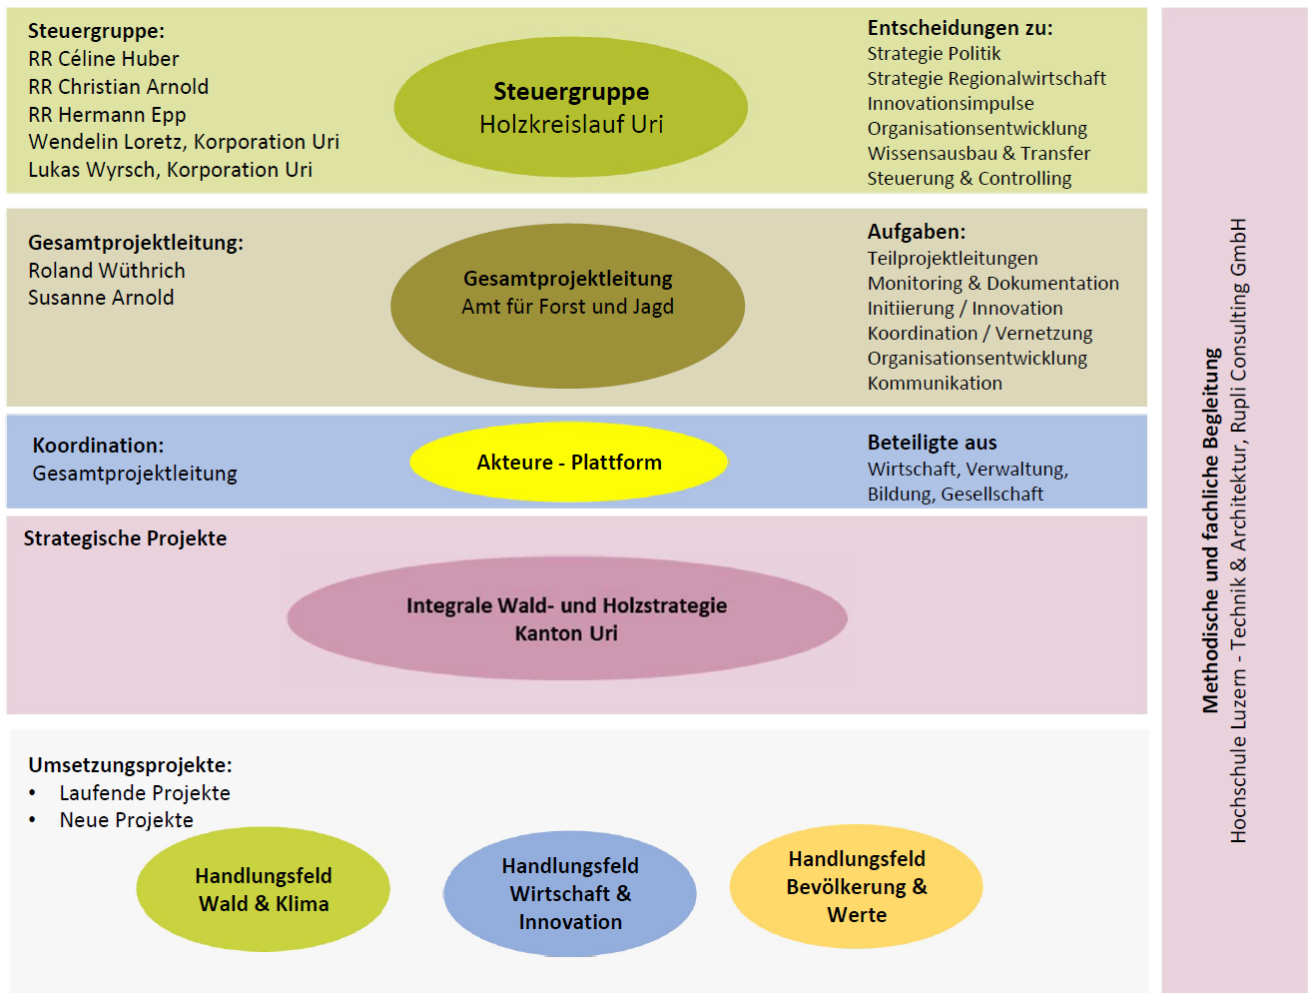 Steuergruppe:
RR Céline Huber
RR Christian Arnold
RR Hermann Epp
Wendelin Loretz, Korporation Uri
Lukas Wyrsch, Korporation Uri
Steuergruppe
Holzkreislauf Uri
Entscheidungen zu:
Strategie Politik
Strategie Regionalwirtschaft
Innovationsimpulse
Organisationsentwicklung
Wissensausbau & Transfer
Steuerung & Controlling
Gesamtprojektleitung:
Roland Wüthrich
Susanne Arnold
Gesamtprojektleitung
Amt für Forst und Jagd
Aufgaben:
Teilprojektleitungen
Monitoring & Dokumentation
Initiierung / Innovation
Koordination / Vernetzung
Organisationsentwicklung
Kommunikation
Koordination:
Gesamtprojektleitung
Akteure - Plattform
Beteiligte aus
Wirtschaft, Verwaltung,
Bildung, Gesellschaft
Strategische Projekte
Integrale Wald- und Holzstrategie
Kanton Uri
Umsetzungsprojekte:
• Laufende Projekte
• Neue Projekte
Handlungsfeld
Wald & Klima
Handlungsfeld
Wirtschaft &
Innovation
Handlungsfeld
Bevölkerung &
Werte
Methodische und fachliche Begleitung
Hochschule Luzern - Technik & Architektur, Rupli Consulting GmbH